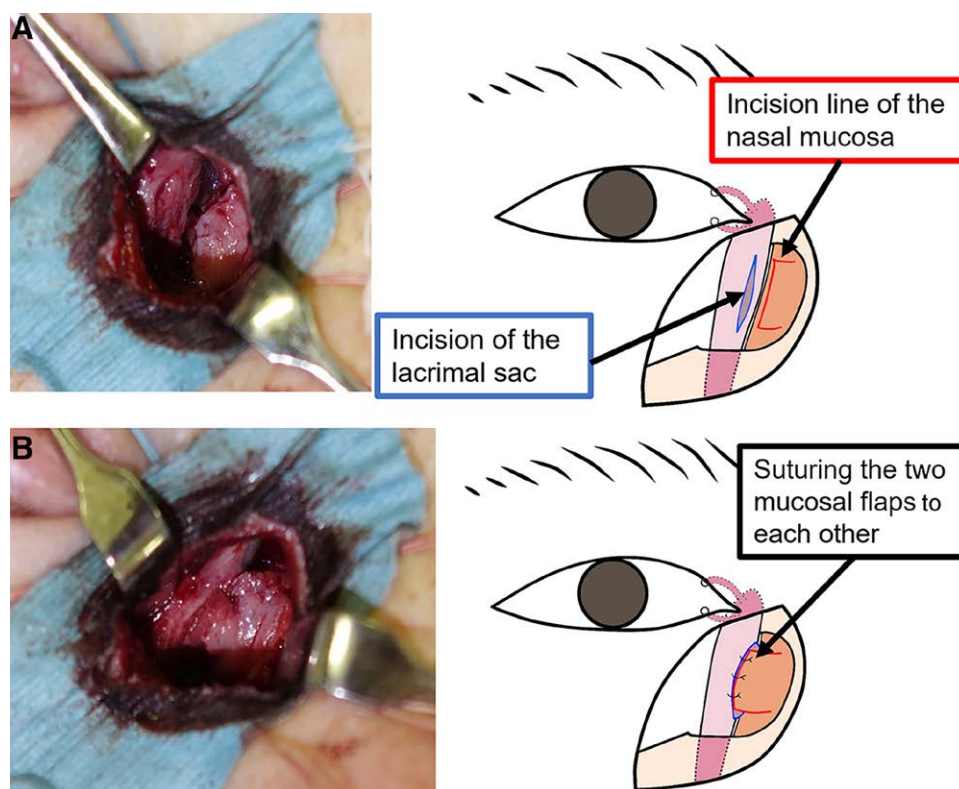 A
Incision line of the
nasal mucosa
Incision of the
lacrimal sac
B
Suturing the two
mucosal flaps to
each other